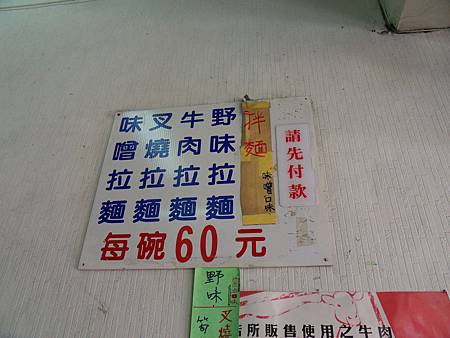 野味拉麵
牛肉拉麵
叉燒拉麵
味噌拉麵
每碗60元
拌麵
請先付款
野味
叉燒
筍
店所販售使用之牛肉